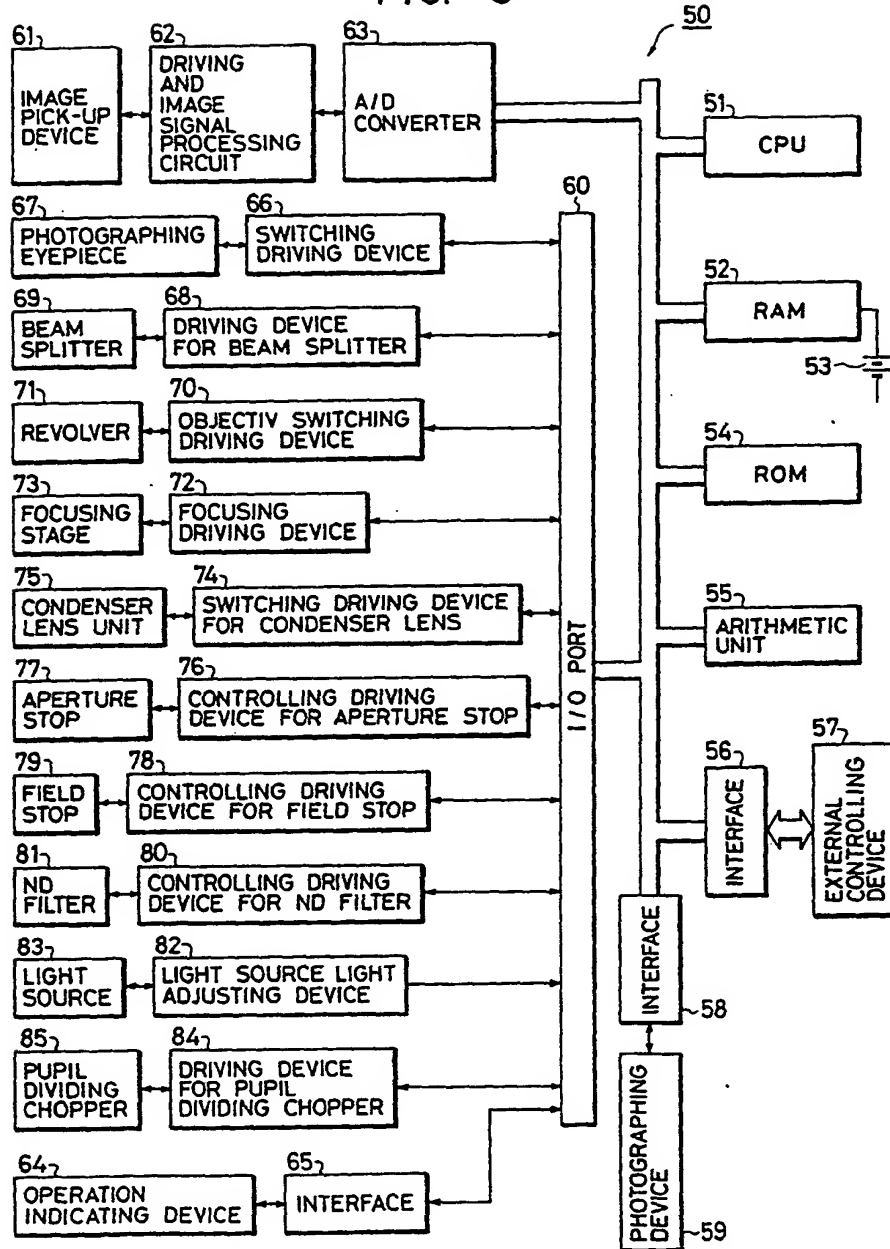 50
61
IMAGE
PICK-UP
DEVICE
62
DRIVING
AND
IMAGE
SIGNAL
PROCESSING
CIRCUIT
63
A/D
CONVERTER
51
CPU
60
I/O PORT
67
PHOTOGRAPHING
EYEPIECE
66
SWITCHING
DRIVING DEVICE
52
RAM
53
69
BEAM
SPLITTER
68
DRIVING DEVICE
FOR BEAM SPLITTER
71
REVOLVER
70
OBJECTIV SWITCHING
DRIVING DEVICE
54
ROM
73
FOCUSING
STAGE
72
FOCUSING
DRIVING DEVICE
75
CONDENSER
LENS UNIT
74
SWITCHING DRIVING DEVICE
FOR CONDENSER LENS
55
ARITHMETIC
UNIT
77
APERTURE
STOP
76
CONTROLLING DRIVING
DEVICE FOR APERTURE STOP
79
FIELD
STOP
78
CONTROLLING DRIVING
DEVICE FOR FIELD STOP
56
INTERFACE
57
EXTERNAL
CONTROLLING
DEVICE
81
ND
FILTER
80
CONTROLLING DRIVING
DEVICE FOR ND FILTER
83
LIGHT
SOURCE
82
LIGHT SOURCE LIGHT
ADJUSTING DEVICE
INTERFACE
58
85
PUPIL
DIVIDING
CHOPPER
84
DRIVING DEVICE
FOR PUPIL
DIVIDING CHOPPER
64
OPERATION
INDICATING DEVICE
65
INTERFACE
PHOTOGRAPHING
DEVICE
59